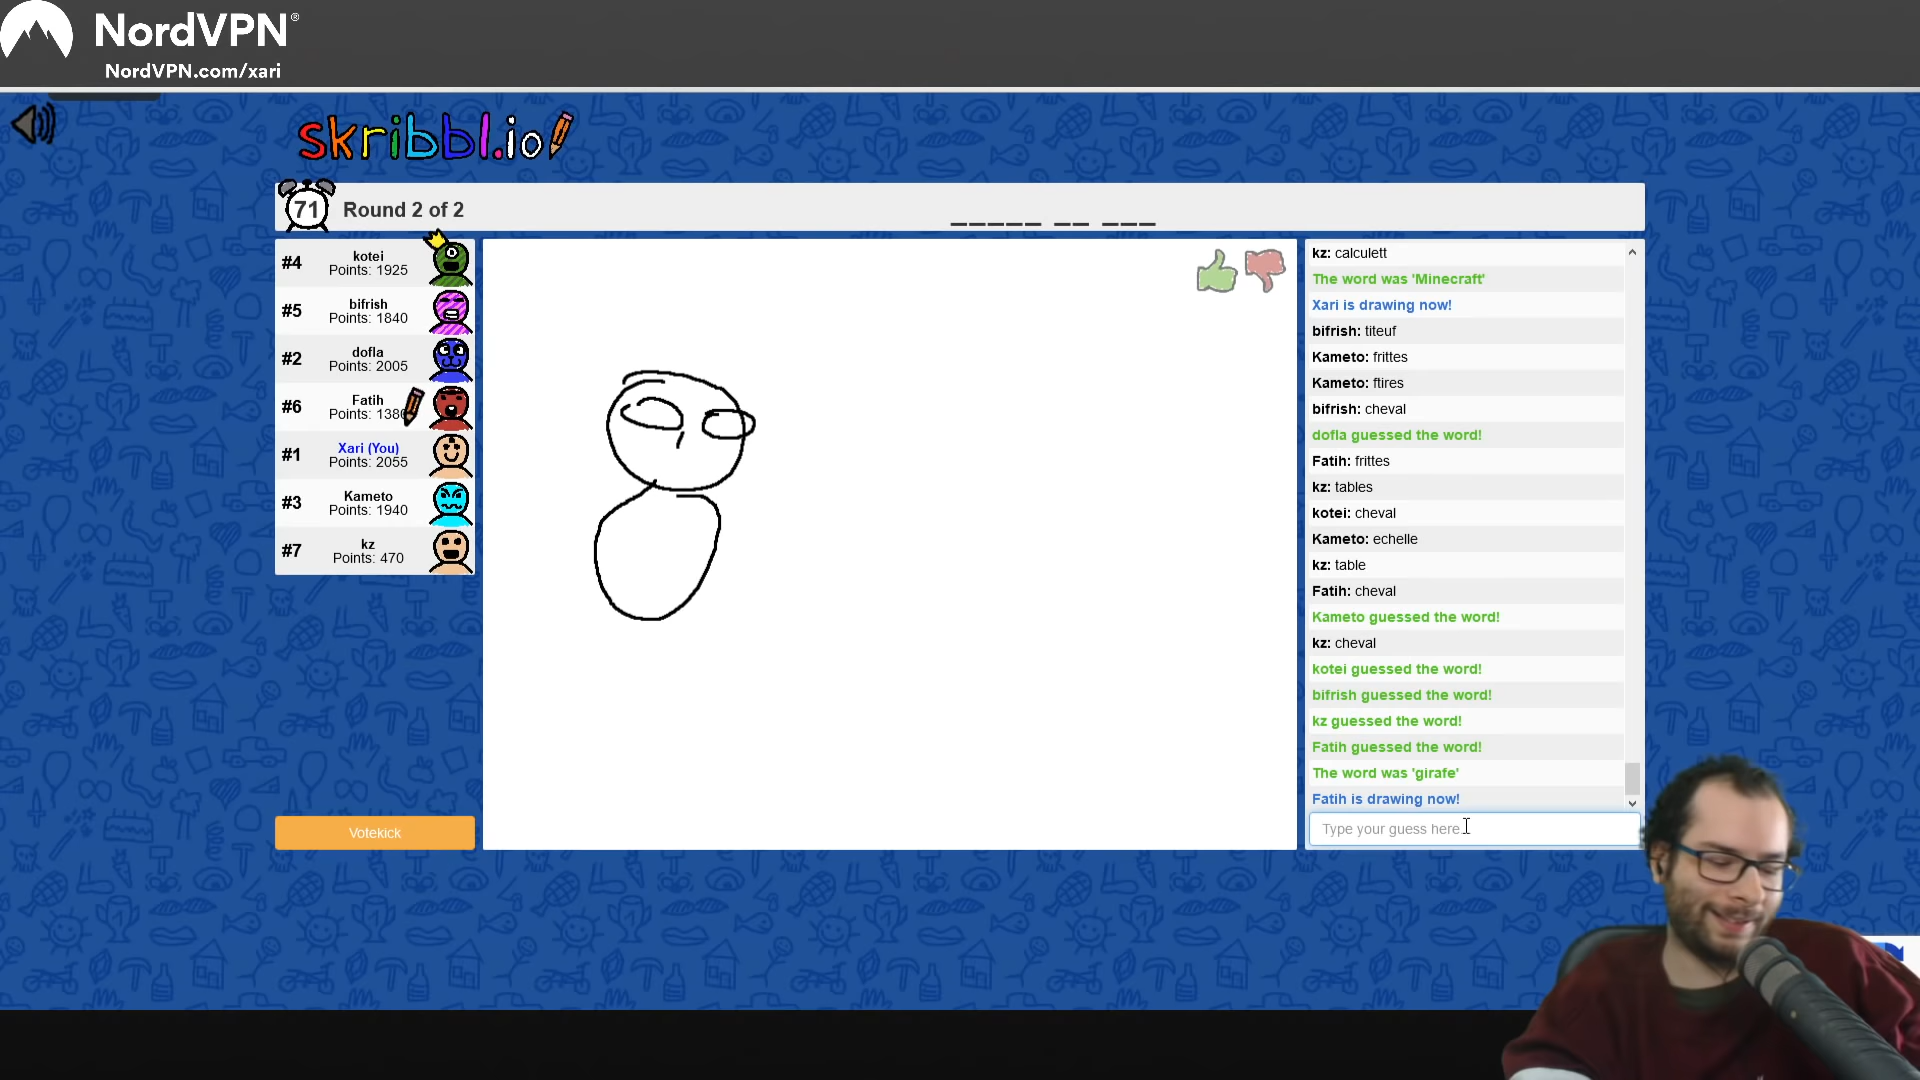 NordVPN®
NordVPN.com/xari
skribbl.io
71
Round 2 of 2
_____ __ ___
#4
kotei
Points: 1925
#5
bifrish
Points: 1840
#2
dofla
Points: 2005
#6
Fatih
Points: 1380
#1
Xari (You)
Points: 2055
#3
Kameto
Points: 1940
#7
kz
Points: 470
Votekick
kz: calculett
The word was 'Minecraft'
Xari is drawing now!
bifrish: titeuf
Kameto: frittes
Kameto: ftires
bifrish: cheval
dofla guessed the word!
Fatih: frittes
kz: tables
kotei: cheval
Kameto: echelle
kz: table
Fatih: cheval
Kameto guessed the word!
kz: cheval
kotei guessed the word!
bifrish guessed the word!
kz guessed the word!
Fatih guessed the word!
The word was 'girafe'
Fatih is drawing now!
Type your guess here